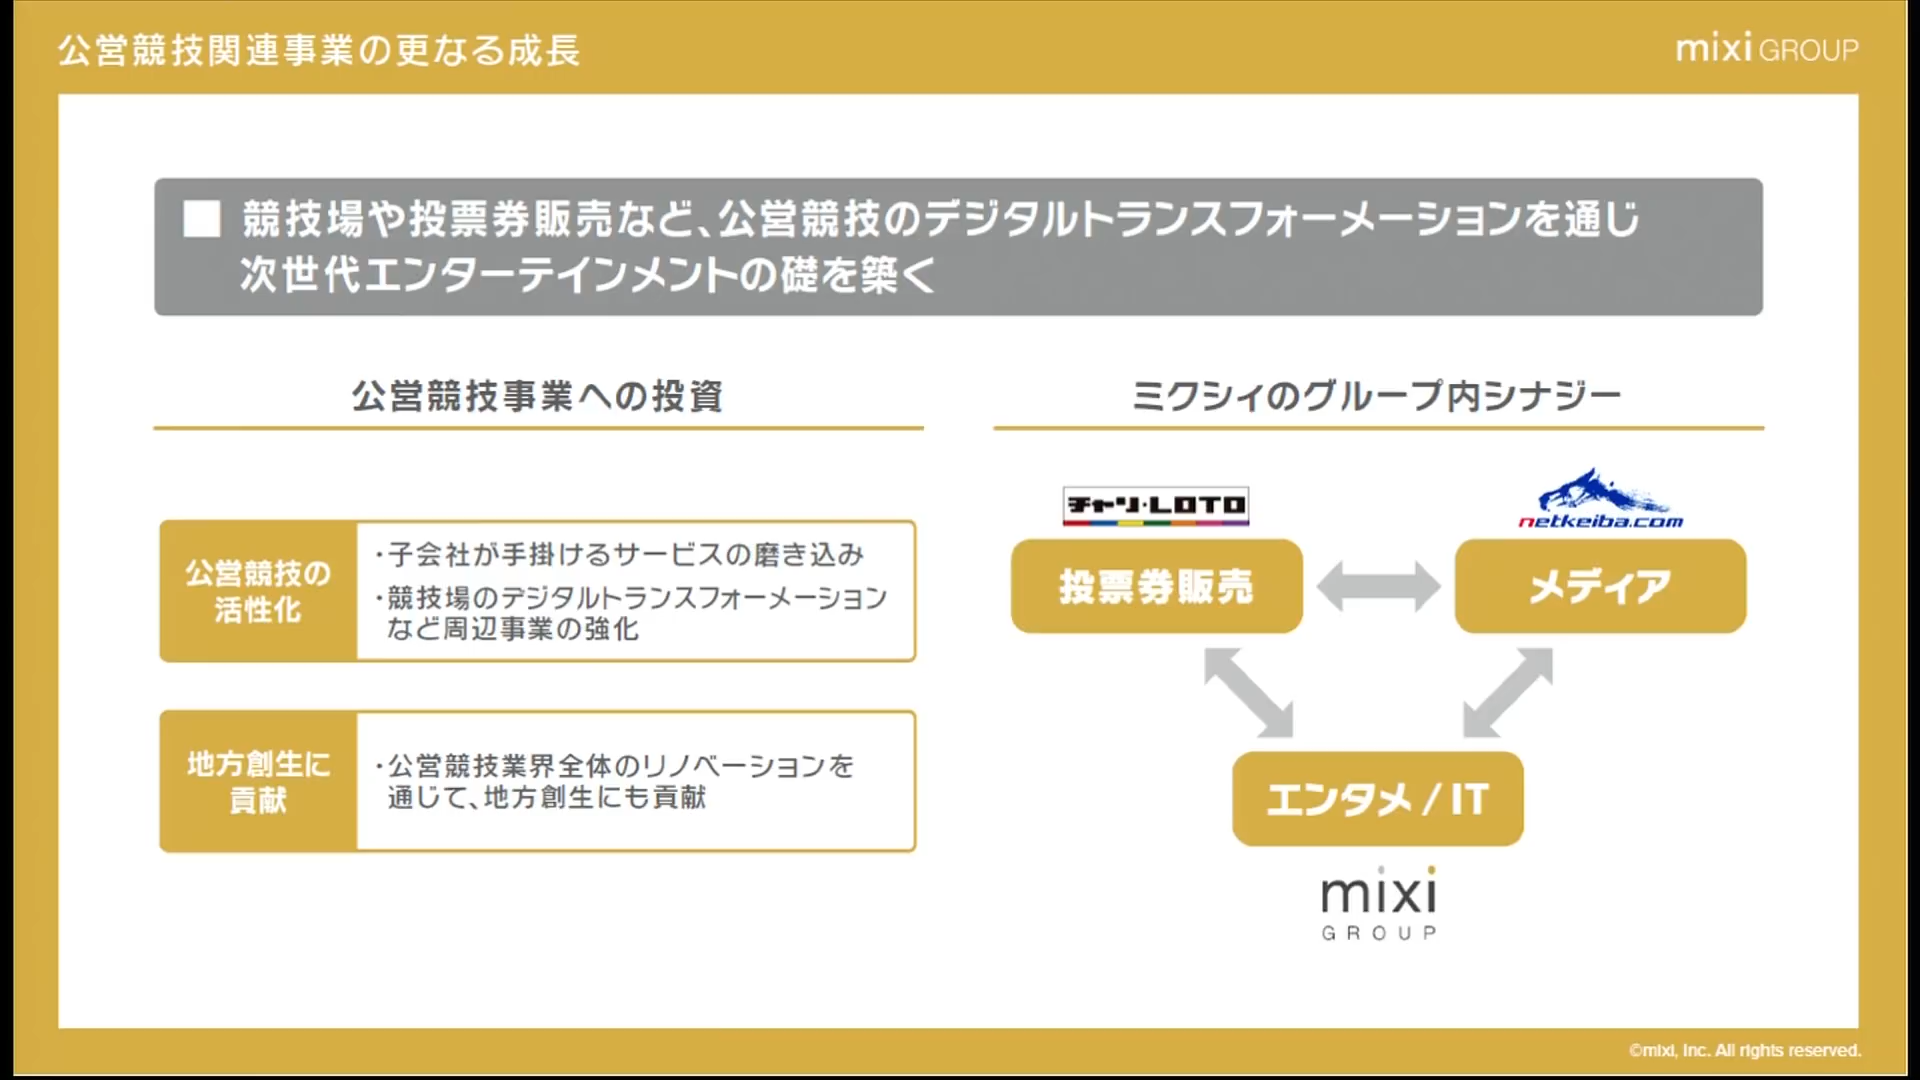 公営競技関連事業の更なる成長
mixi GROUP
■ 競技場や投票券販売など、公営競技のデジタルトランスフォーメーションを通じ
次世代エンターテインメントの礎を築く
公営競技事業への投資
公営競技の
活性化
・子会社が手掛けるサービスの磨き込み
・競技場のデジタルトランスフォーメーション
など周辺事業の強化
地方創生に
貢献
・公営競技業界全体のリノベーションを
通じて、地方創生にも貢献
ミクシィのグループ内シナジー
チャリ・LOTO
netkeiba.com
投票券販売
メディア
エンタメ / IT
mixi
GROUP
©mixi, Inc. All rights reserved.